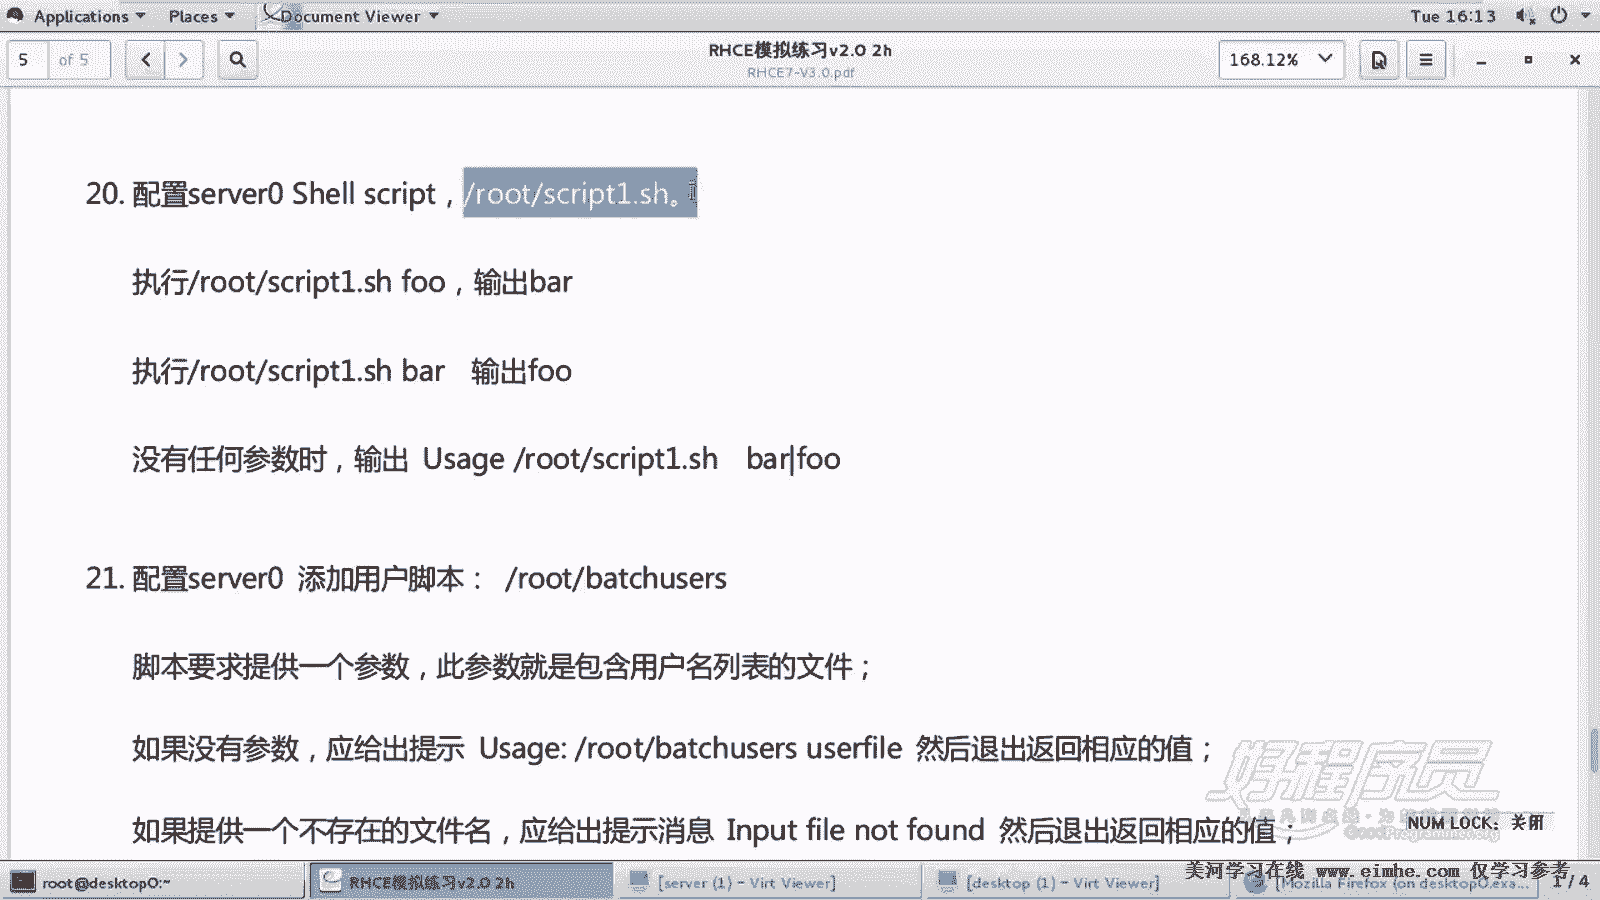 Applications Places Document Viewer Tue 16:13
5 of 5 RHCE模拟练习v2.0 2h 168.12%
RHCE7-V3.0.pdf
20. 配置server0 Shell script，/root/script1.sh。
执行/root/script1.sh foo，输出bar
执行/root/script1.sh bar 输出foo
没有任何参数时，输出 Usage /root/script1.sh bar|foo
21. 配置server0 添加用户脚本： /root/batchusers
脚本要求提供一个参数，此参数就是包含用户名列表的文件；
如果没有参数，应给出提示 Usage: /root/batchusers userfile 然后退出返回相应的值；
好程序员
如果提供一个不存在的文件名，应给出提示消息 Input file not found 然后退出返回相应的值；
NUM LOCK: 关闭
美河学习在线 www.eimhe.com 仅学习参考
root@desktop0:~ RHCE模拟练习v2.0 2h [server (1) - Virt Viewer] [desktop (1) - Virt Viewer] [Mozilla Firefox (on desktop0.exa... 1 / 4